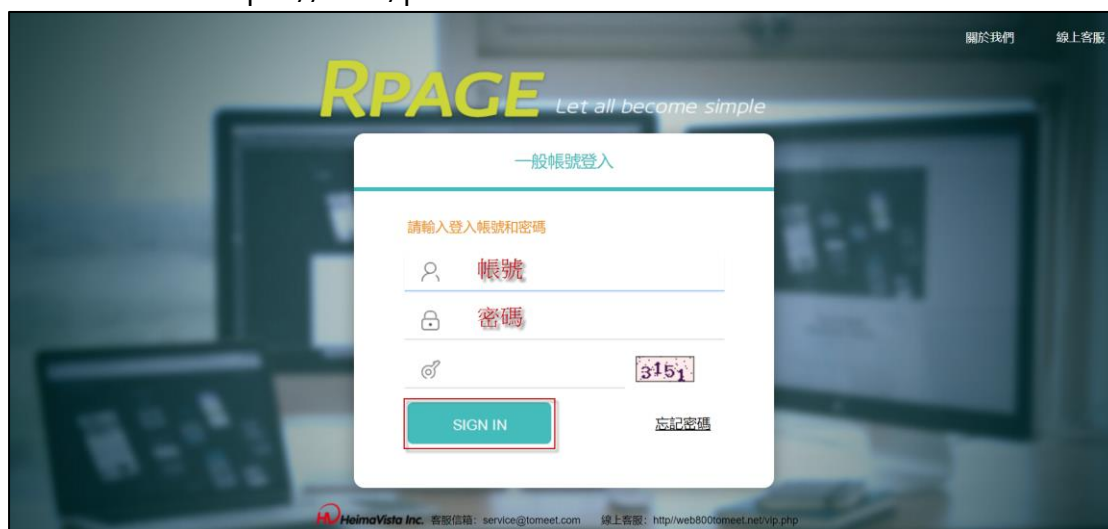 關於我們 線上客服
RPAGE Let all become simple
一般帳號登入
請輸入登入帳號和密碼
帳號
密碼
3151
SIGN IN 忘記密碼
HeimaVista Inc. 客服信箱: service@tomeet.com 線上客服: http//web800tomeet.net/vip.php